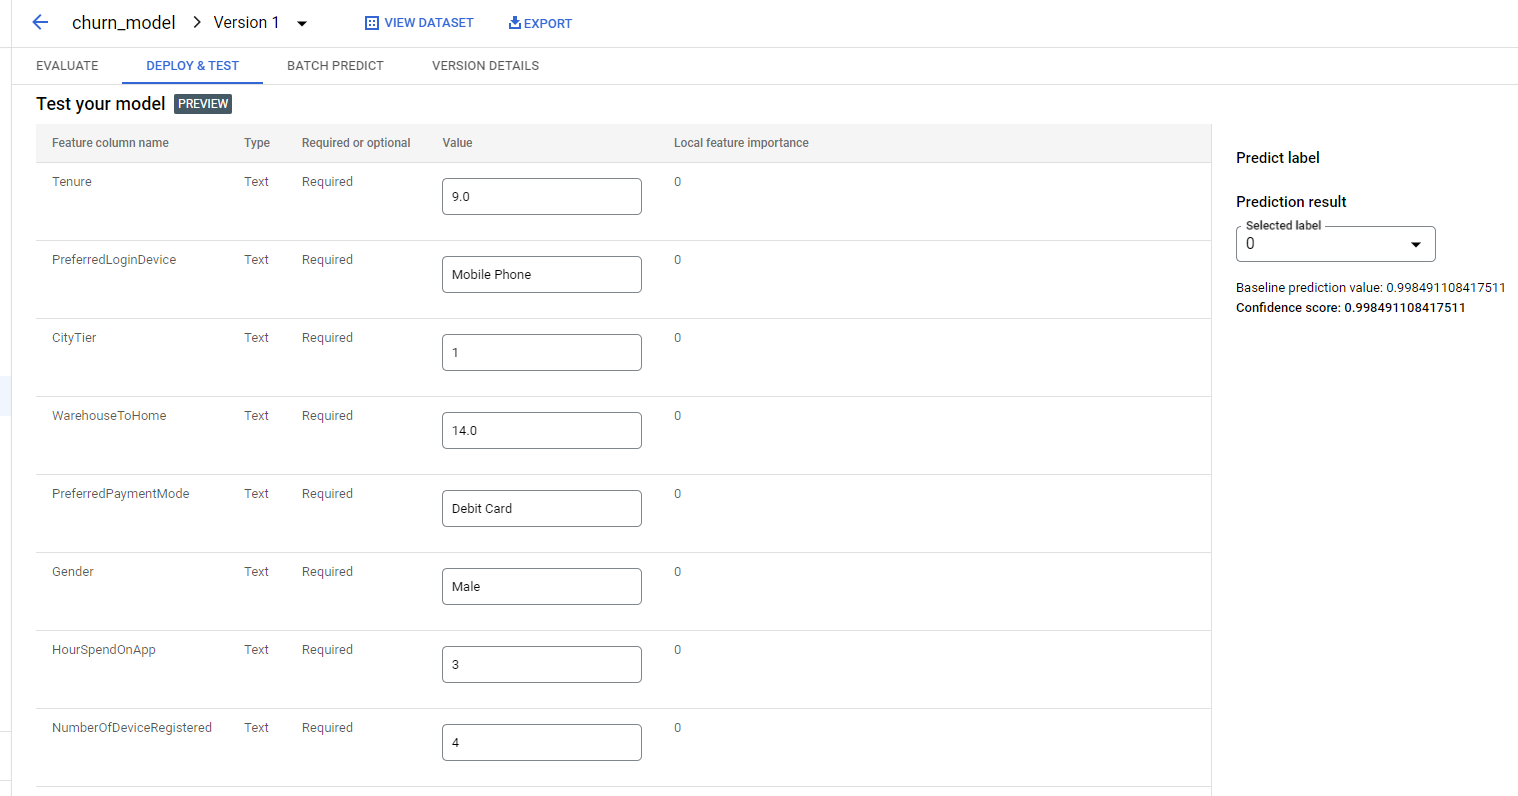 churn_model Version 1 VIEW DATASET EXPORT
EVALUATE DEPLOY & TEST BATCH PREDICT VERSION DETAILS
Test your model PREVIEW
Feature column name Type Required or optional Value Local feature importance
Tenure Text Required 9.0 0
PreferredLoginDevice Text Required Mobile Phone 0
CityTier Text Required 1 0
WarehouseToHome Text Required 14.0 0
PreferredPaymentMode Text Required Debit Card 0
Gender Text Required Male 0
HourSpendOnApp Text Required 3 0
NumberOfDeviceRegistered Text Required 4 0
Predict label
Prediction result
Selected label
0
Baseline prediction value: 0.998491108417511
Confidence score: 0.998491108417511